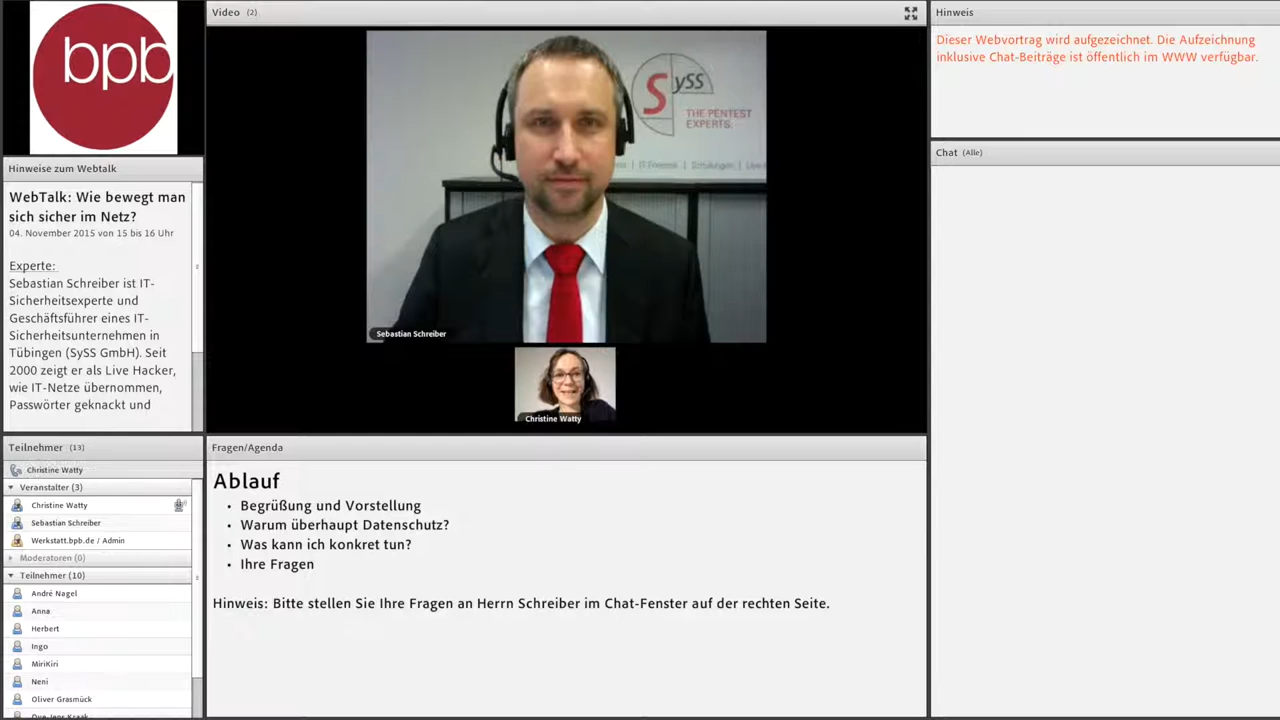 bpb
Hinweise zum Webtalk
WebTalk: Wie bewegt man
sich sicher im Netz?
04. November 2015 von 15 bis 16 Uhr
Experte:
Sebastian Schreiber ist IT-
Sicherheitsexperte und
Geschäftsführer eines IT-
Sicherheitsunternehmen in
Tübingen (SySS GmbH). Seit
2000 zeigt er als Live Hacker,
wie IT-Netze übernommen,
Passwörter geknackt und
Teilnehmer (13)
Christine Watty
Veranstalter (3)
Christine Watty
Sebastian Schreiber
Werkstatt.bpb.de / Admin
Moderatoren (0)
Teilnehmer (10)
André Nagel
Anna
Herbert
Ingo
MiriKiri
Neni
Oliver Grasmück
Video (2)
SySS
THE PENTEST
EXPERTS.
Sebastian Schreiber
Christine Watty
Fragen/Agenda
Ablauf
• Begrüßung und Vorstellung
• Warum überhaupt Datenschutz?
• Was kann ich konkret tun?
• Ihre Fragen
Hinweis: Bitte stellen Sie Ihre Fragen an Herrn Schreiber im Chat-Fenster auf der rechten Seite.
Hinweis
Dieser Webvortrag wird aufgezeichnet. Die Aufzeichnung
inklusive Chat-Beiträge ist öffentlich im WWW verfügbar.
Chat (Alle)